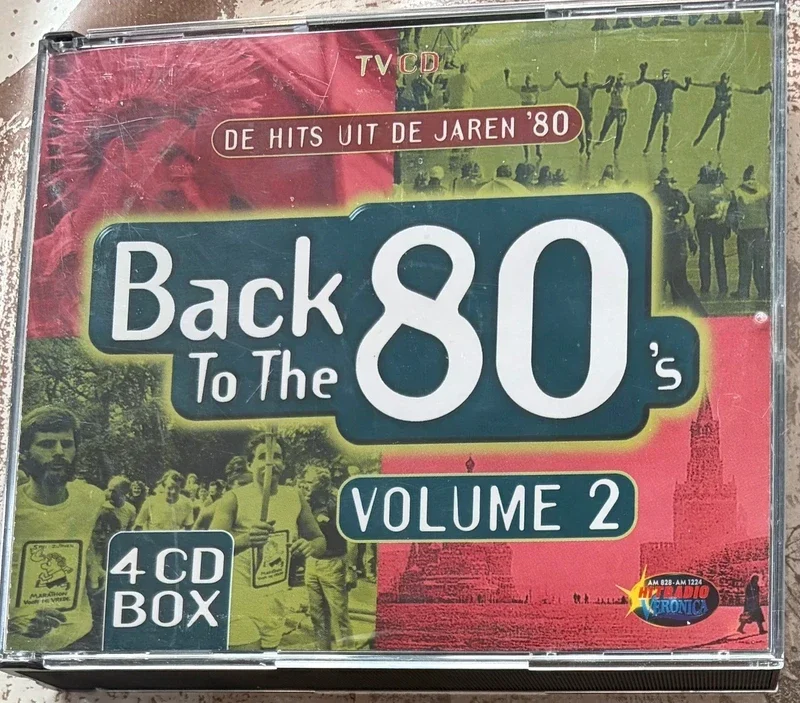 TV CD
DE HITS UIT DE JAREN '80
Back
To The
80's
VOLUME 2
4 CD
BOX
AM 828 - AM 1224
HITRADIO
VERONICA
MARATHON